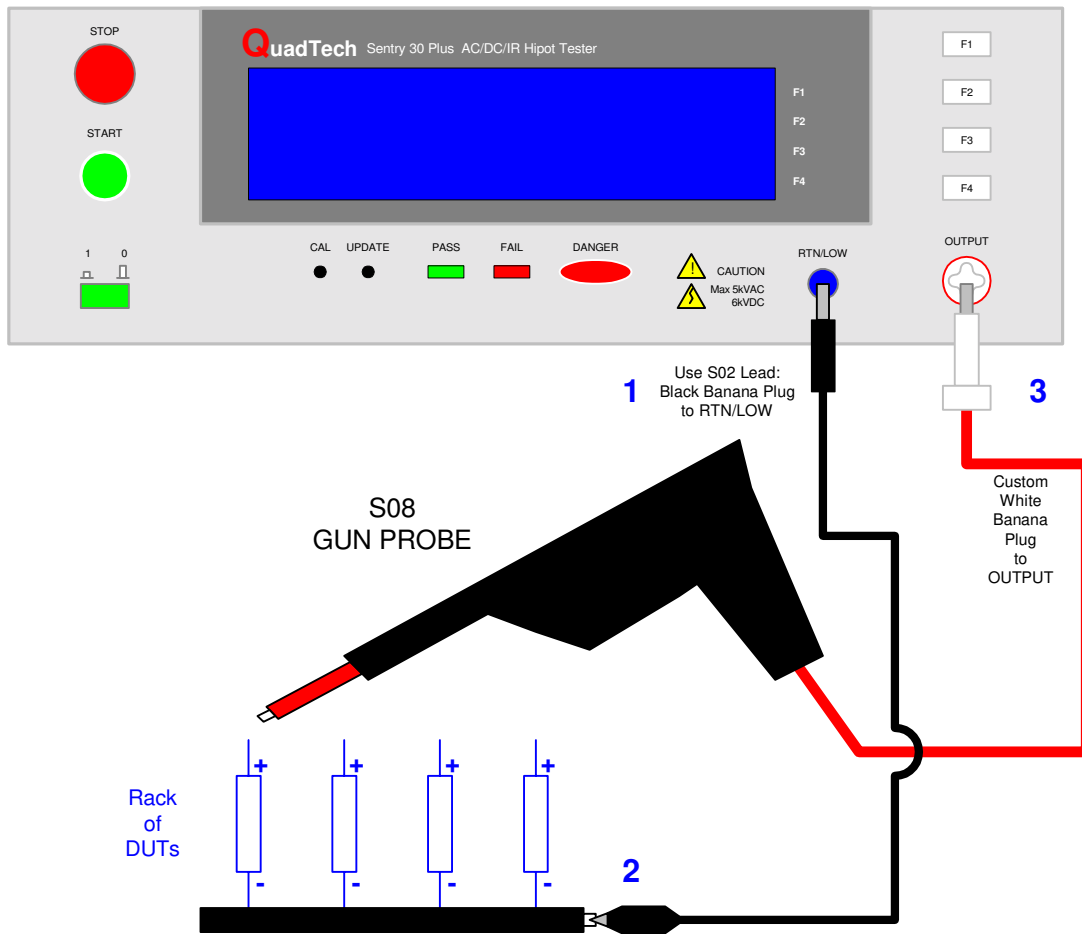 STOP
QuadTech Sentry 30 Plus AC/DC/IR Hipot Tester
F1
F2
F3
F4
F1
F2
F3
F4
START
1 0
CAL UPDATE PASS FAIL DANGER
CAUTION
Max 5kVAC
6kVDC
RTN/LOW
OUTPUT
1
Use S02 Lead:
Black Banana Plug
to RTN/LOW
3
Custom
White
Banana
Plug
to
OUTPUT
S08
GUN PROBE
Rack
of
DUTs
+ + + +
- - - -
2